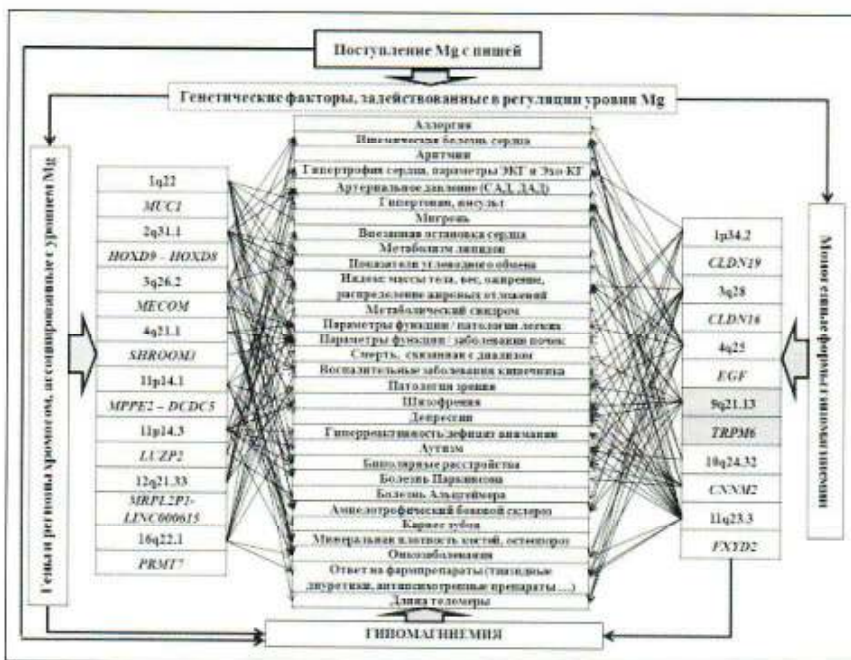 Поступление Mg с пищей
Генетические факторы, задействованные в регуляции уровня Mg
Гены и регионы хромосом, ассоциированные с уровнем Mg
1q22
MUC1
2q31.1
HOXD9 – HOXD8
3q26.2
MECOM
4q21.1
SHROOM3
11p14.1
MPPE2 – DCDC5
11p14.3
LUZP2
12q21.33
MRPL2P1-
LINC000615
16q22.1
PRMT7
Аллергия
Ишемическая болезнь сердца
Аритмии
Гипертрофия сердца, параметры ЭКГ и Эхо КГ
Артериальное давление (САД, ДАД)
Гипертония, инсульт
Мигрень
Внезапная остановка сердца
Метаболизм липидов
Показатели углеводного обмена
Индекс массы тела, вес, ожирение,
распределение жировых отложений
Метаболический синдром
Параметры функции / патология легких
Параметры функции / заболевания почек
Смерть, связанная с диализом
Воспалительные заболевания кишечника
Патология зрения
Шизофрения
Депрессия
Гиперреактивность дефицит внимания
Аутизм
Биполярные расстройства
Болезнь Паркинсона
Болезнь Альцгеймера
Амиотрофический боковой склероз
Кариес зубов
Минеральная плотность костей, остеопороз
Онкозаболевания
Ответ на фармпрепараты (тиазидные
диуретики, антипсихотропные препараты ...)
Длина теломеры
1p34.2
CLDN19
3q28
CLDN16
4q25
EGF
9q21.13
TRPM6
10q24.32
CNNM2
11q23.3
FXYD2
Моногенные формы гипомагниемии
ГИПОМАГНИЕМИЯ